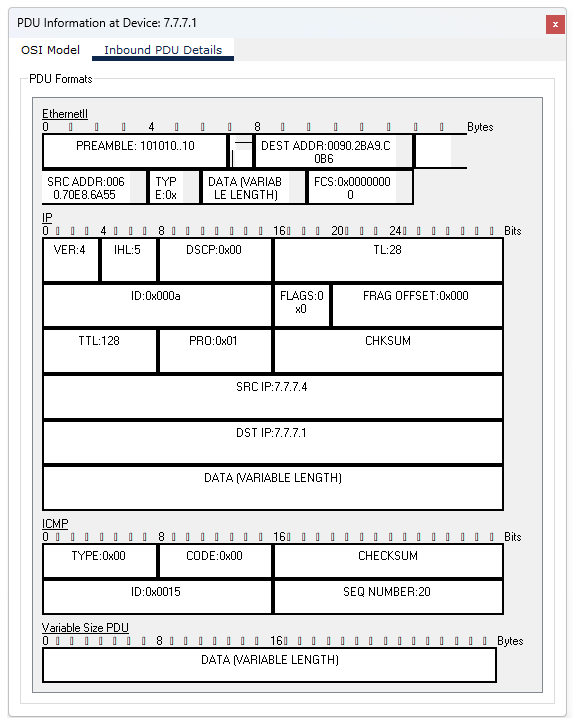 PDU Information at Device: 7.7.7.1
x
OSI Model Inbound PDU Details
PDU Formats
EthernetII
0 4 8 Bytes
PREAMBLE: 101010..10 DEST ADDR:0090.2BA9.C
0B6
SRC ADDR:006 TYP DATA (VARIAB FCS:0x0000000
0.70E8.6A55 E:0x LE LENGTH) 0
IP
0 4 8 16 20 24 Bits
VER:4 IHL:5 DSCP:0x00 TL:28
ID:0x000a FLAGS:0 FRAG OFFSET:0x000
x0
TTL:128 PRO:0x01 CHKSUM
SRC IP:7.7.7.4
DST IP:7.7.7.1
DATA (VARIABLE LENGTH)
ICMP
0 8 16 Bits
TYPE:0x00 CODE:0x00 CHECKSUM
ID:0x0015 SEQ NUMBER:20
Variable Size PDU
0 8 16 Bytes
DATA (VARIABLE LENGTH)